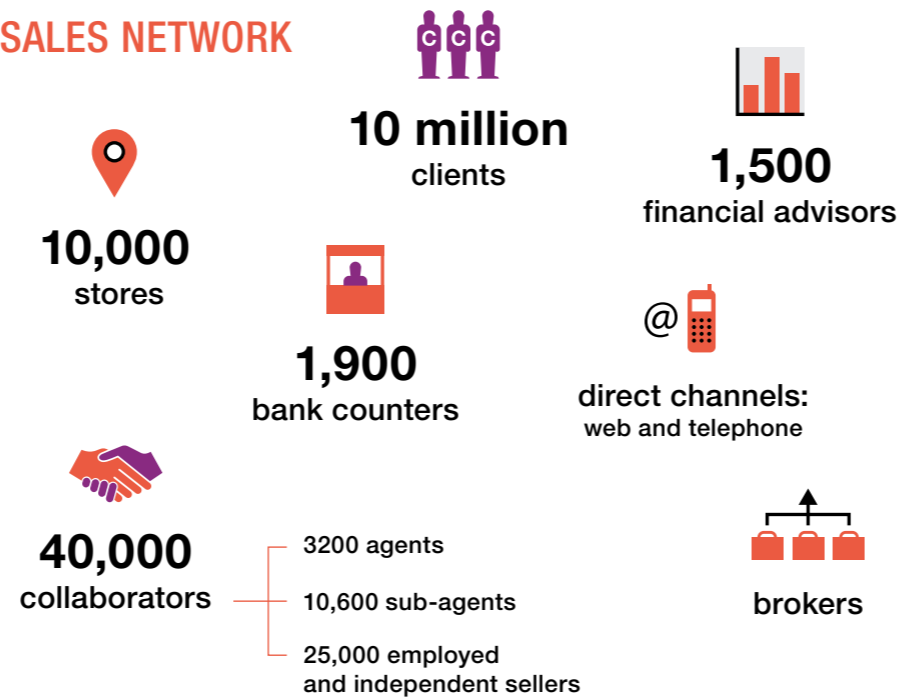 SALES NETWORK
C C C
10 million
clients
1,500
financial advisors
10,000
stores
1,900
bank counters
@
direct channels:
web and telephone
40,000
collaborators
3200 agents
10,600 sub-agents
25,000 employed
and independent sellers
brokers